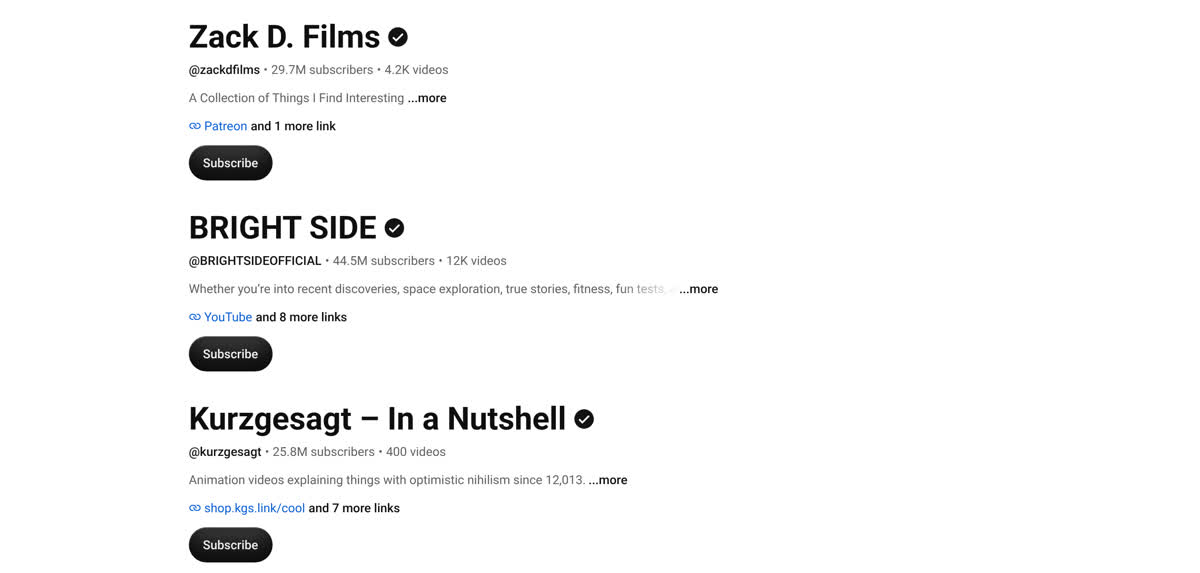 Zack D. Films
@zackdfilms • 29.7M subscribers • 4.2K videos
A Collection of Things I Find Interesting ...more
Patreon and 1 more link
Subscribe
BRIGHT SIDE
@BRIGHTSIDEOFFICIAL • 44.5M subscribers • 12K videos
Whether you're into recent discoveries, space exploration, true stories, fitness, fun tests, ...more
YouTube and 8 more links
Subscribe
Kurzgesagt – In a Nutshell
@kurzgesagt • 25.8M subscribers • 400 videos
Animation videos explaining things with optimistic nihilism since 12,013. ...more
shop.kgs.link/cool and 7 more links
Subscribe